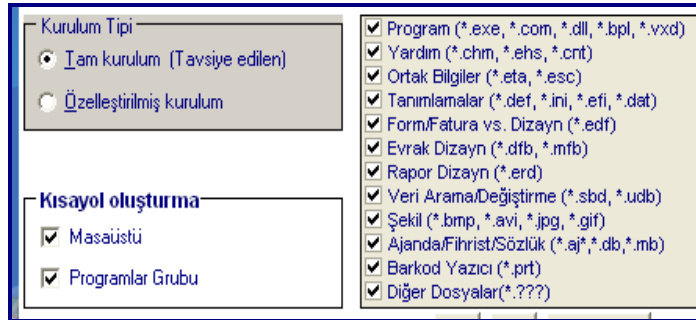 Kurulum Tipi
Tam kurulum (Tavsiye edilen)
Özelleştirilmiş kurulum
Kısayol oluşturma
Masaüstü
Programlar Grubu
Program (*.exe, *.com, *.dll, *.bpl, *.vxd)
Yardım (*.chm, *.ehs, *.cnt)
Ortak Bilgiler (*.eta, *.esc)
Tanımlamalar (*.def, *.ini, *.efi, *.dat)
Form/Fatura vs. Dizayn (*.edf)
Evrak Dizayn (*.dfb, *.mfb)
Rapor Dizayn (*.erd)
Veri Arama/Değiştirme (*.sbd, *.udb)
Şekil (*.bmp, *.avi, *.jpg, *.gif)
Ajanda/Fihrist/Sözlük (*.aj*,*.db,*.mb)
Barkod Yazıcı (*.prt)
Diğer Dosyalar(*.???)